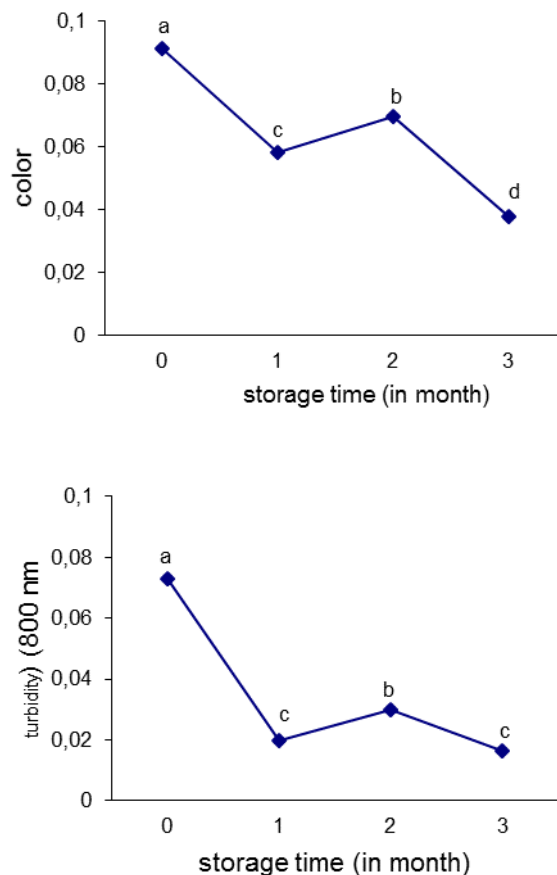 0,1
a
0,08
b
0,06
c
color
d
0,04
0,02
0
0 1 2 3
storage time (in month)
0,1
a
0,08
0,06
turbidity) (800 nm
0,04
c b c
0,02
0
0 1 2 3
storage time (in month)